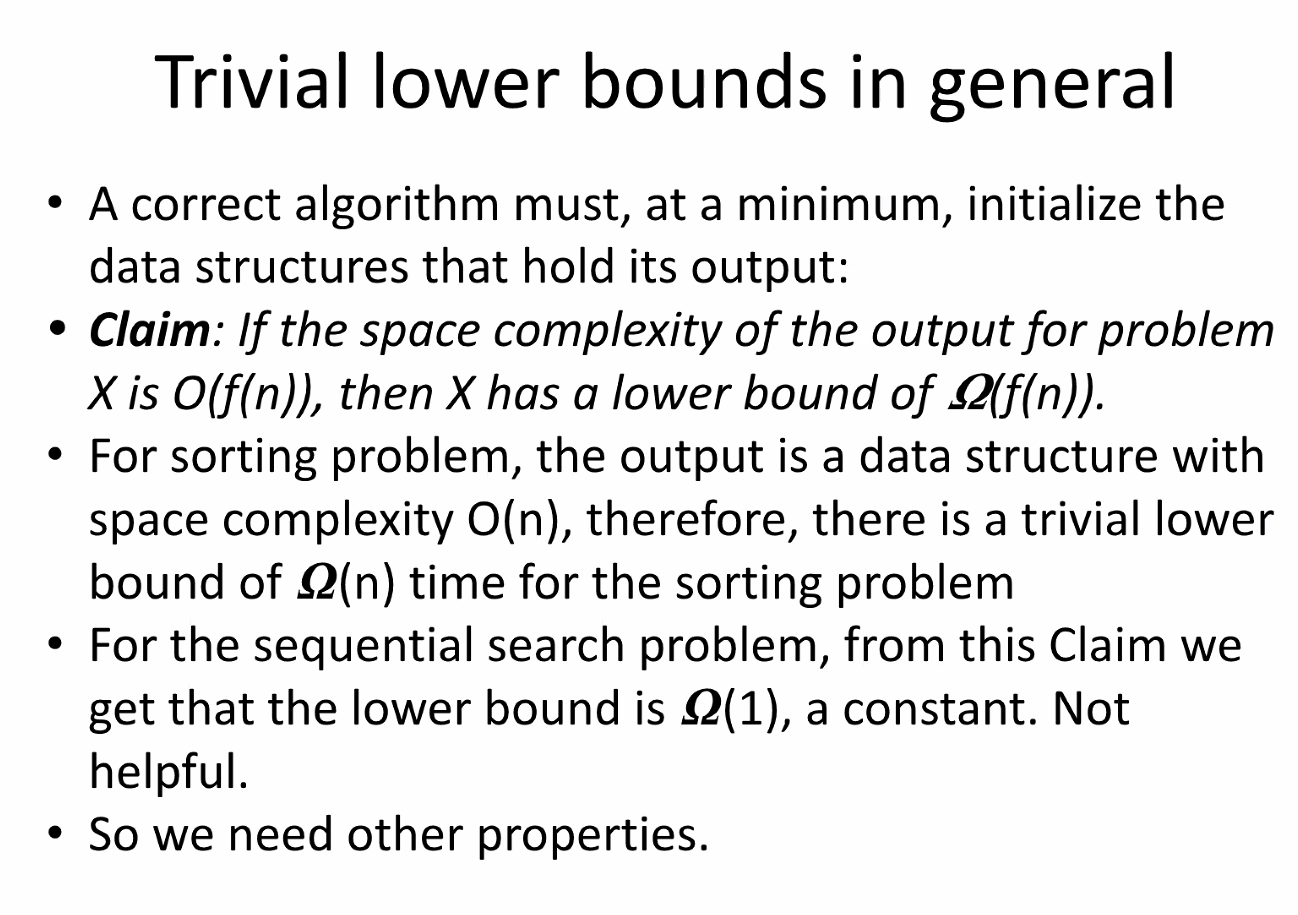 Trivial lower bounds in general
• A correct algorithm must, at a minimum, initialize the
data structures that hold its output:
• Claim: If the space complexity of the output for problem
X is O(f(n)), then X has a lower bound of Ω(f(n)).
• For sorting problem, the output is a data structure with
space complexity O(n), therefore, there is a trivial lower
bound of Ω(n) time for the sorting problem
• For the sequential search problem, from this Claim we
get that the lower bound is Ω(1), a constant. Not
helpful.
• So we need other properties.